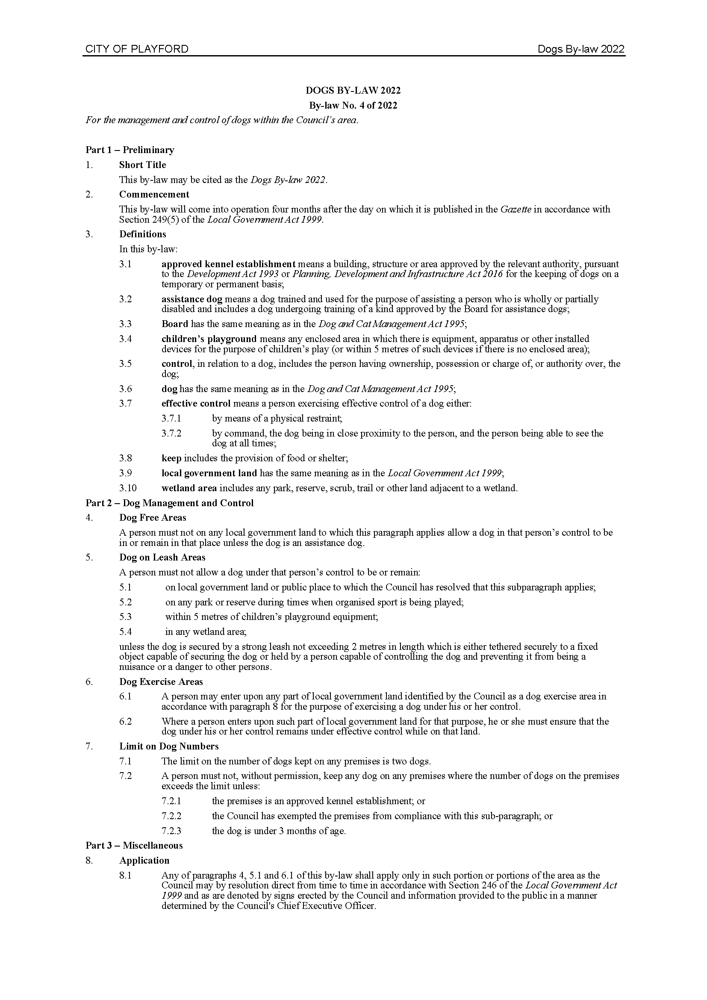 CITY OF PLAYFORD Dogs By-law 2022
DOGS BY-LAW 2022
By-law No. 4 of 2022
For the management and control of dogs within the Council’s area.
Part 1 – Preliminary
1. Short Title
This by-law may be cited as the Dogs By-law 2022.
2. Commencement
This by-law will come into operation four months after the day on which it is published in the Gazette in accordance with
Section 249(5) of the Local Government Act 1999.
3. Definitions
In this by-law:
3.1 approved kennel establishment means a building, structure or area approved by the relevant authority, pursuant
to the Development Act 1993 or Planning, Development and Infrastructure Act 2016 for the keeping of dogs on a
temporary or permanent basis;
3.2 assistance dog means a dog trained and used for the purpose of assisting a person who is wholly or partially
disabled and includes a dog undergoing training of a kind approved by the Board for assistance dogs;
3.3 Board has the same meaning as in the Dog and Cat Management Act 1995;
3.4 children’s playground means any enclosed area in which there is equipment, apparatus or other installed
devices for the purpose of children’s play (or within 5 metres of such devices if there is no enclosed area);
3.5 control, in relation to a dog, includes the person having ownership, possession or charge of, or authority over, the
dog;
3.6 dog has the same meaning as in the Dog and Cat Management Act 1995;
3.7 effective control means a person exercising effective control of a dog either:
3.7.1 by means of a physical restraint;
3.7.2 by command, the dog being in close proximity to the person, and the person being able to see the
dog at all times;
3.8 keep includes the provision of food or shelter;
3.9 local government land has the same meaning as in the Local Government Act 1999;
3.10 wetland area includes any park, reserve, scrub, trail or other land adjacent to a wetland.
Part 2 – Dog Management and Control
4. Dog Free Areas
A person must not on any local government land to which this paragraph applies allow a dog in that person’s control to be
in or remain in that place unless the dog is an assistance dog.
5. Dog on Leash Areas
A person must not allow a dog under that person’s control to be or remain:
5.1 on local government land or public place to which the Council has resolved that this subparagraph applies;
5.2 on any park or reserve during times when organised sport is being played;
5.3 within 5 metres of children’s playground equipment;
5.4 in any wetland area;
unless the dog is secured by a strong leash not exceeding 2 metres in length which is either tethered securely to a fixed
object capable of securing the dog or held by a person capable of controlling the dog and preventing it from being a
nuisance or a danger to other persons.
6. Dog Exercise Areas
6.1 A person may enter upon any part of local government land identified by the Council as a dog exercise area in
accordance with paragraph 8 for the purpose of exercising a dog under his or her control.
6.2 Where a person enters upon such part of local government land for that purpose, he or she must ensure that the
dog under his or her control remains under effective control while on that land.
7. Limit on Dog Numbers
7.1 The limit on the number of dogs kept on any premises is two dogs.
7.2 A person must not, without permission, keep any dog on any premises where the number of dogs on the premises
exceeds the limit unless:
7.2.1 the premises is an approved kennel establishment; or
7.2.2 the Council has exempted the premises from compliance with this sub-paragraph; or
7.2.3 the dog is under 3 months of age.
Part 3 – Miscellaneous
8. Application
8.1 Any of paragraphs 4, 5.1 and 6.1 of this by-law shall apply only in such portion or portions of the area as the
Council may by resolution direct from time to time in accordance with Section 246 of the Local Government Act
1999 and as are denoted by signs erected by the Council and information provided to the public in a manner
determined by the Council's Chief Executive Officer.